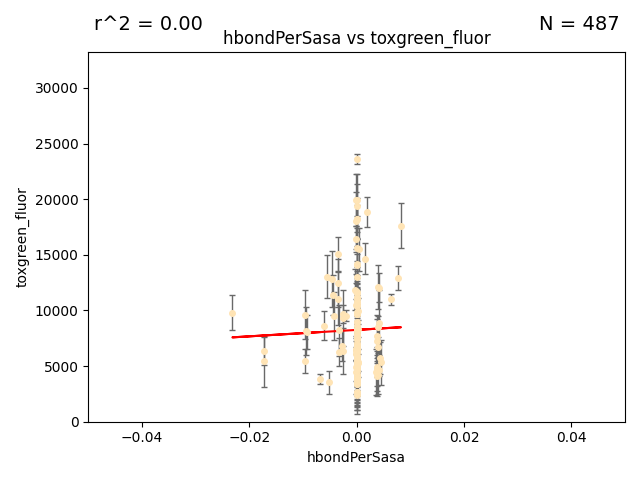 r^2 = 0.00
N = 487
hbondPerSasa vs toxgreen_fluor
30000
25000
20000
15000
10000
5000
0
toxgreen_fluor
−0.04
−0.02
0.00
0.02
0.04
hbondPerSasa